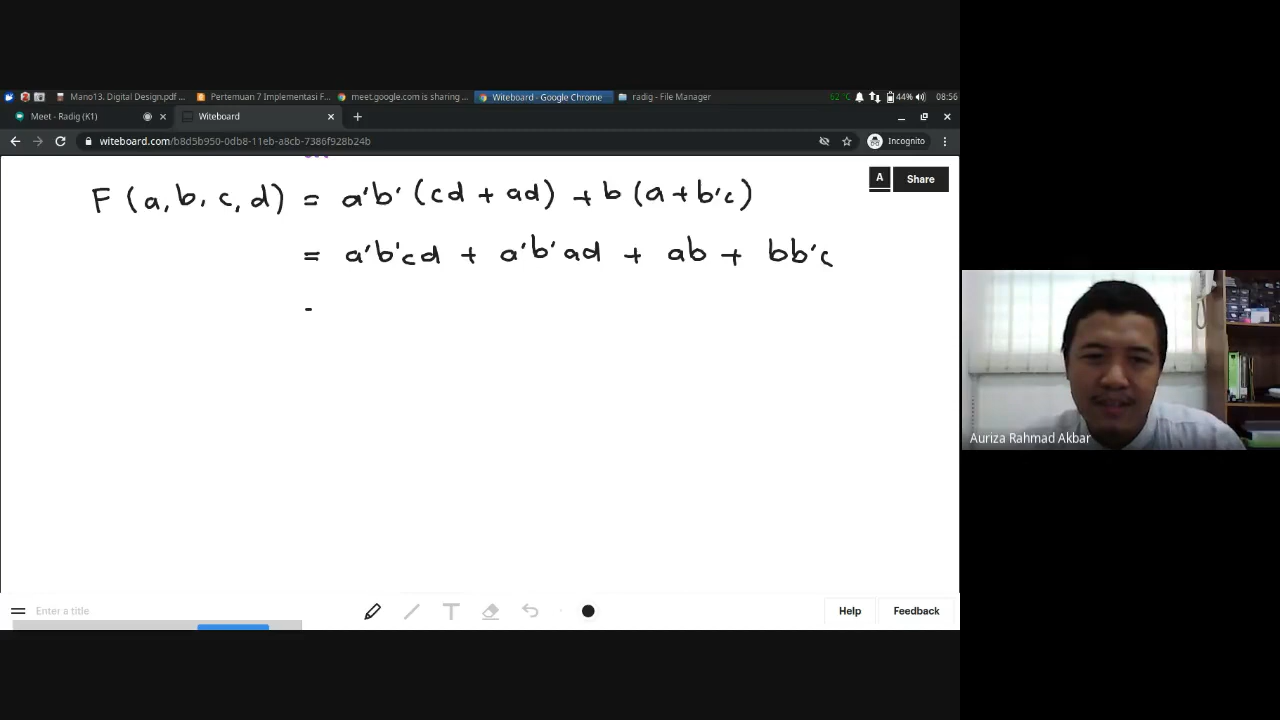 Mano13. Digital Design.pdf ... Pertemuan 7 Implementasi F... meet.google.com is sharing ... Witeboard - Google Chrome radig - File Manager 62 °C 44% 08:56
Meet - Radig (K1) Witeboard
witeboard.com/b8d5b950-0db8-11eb-a8cb-7386f928b24b Incognito
A Share
F (a, b, c, d) = a'b' (cd + ad) + b (a + b'c)
= a'b'cd + a'b'ad + ab + bb'c
Auriza Rahmad Akbar
Enter a title T Help Feedback